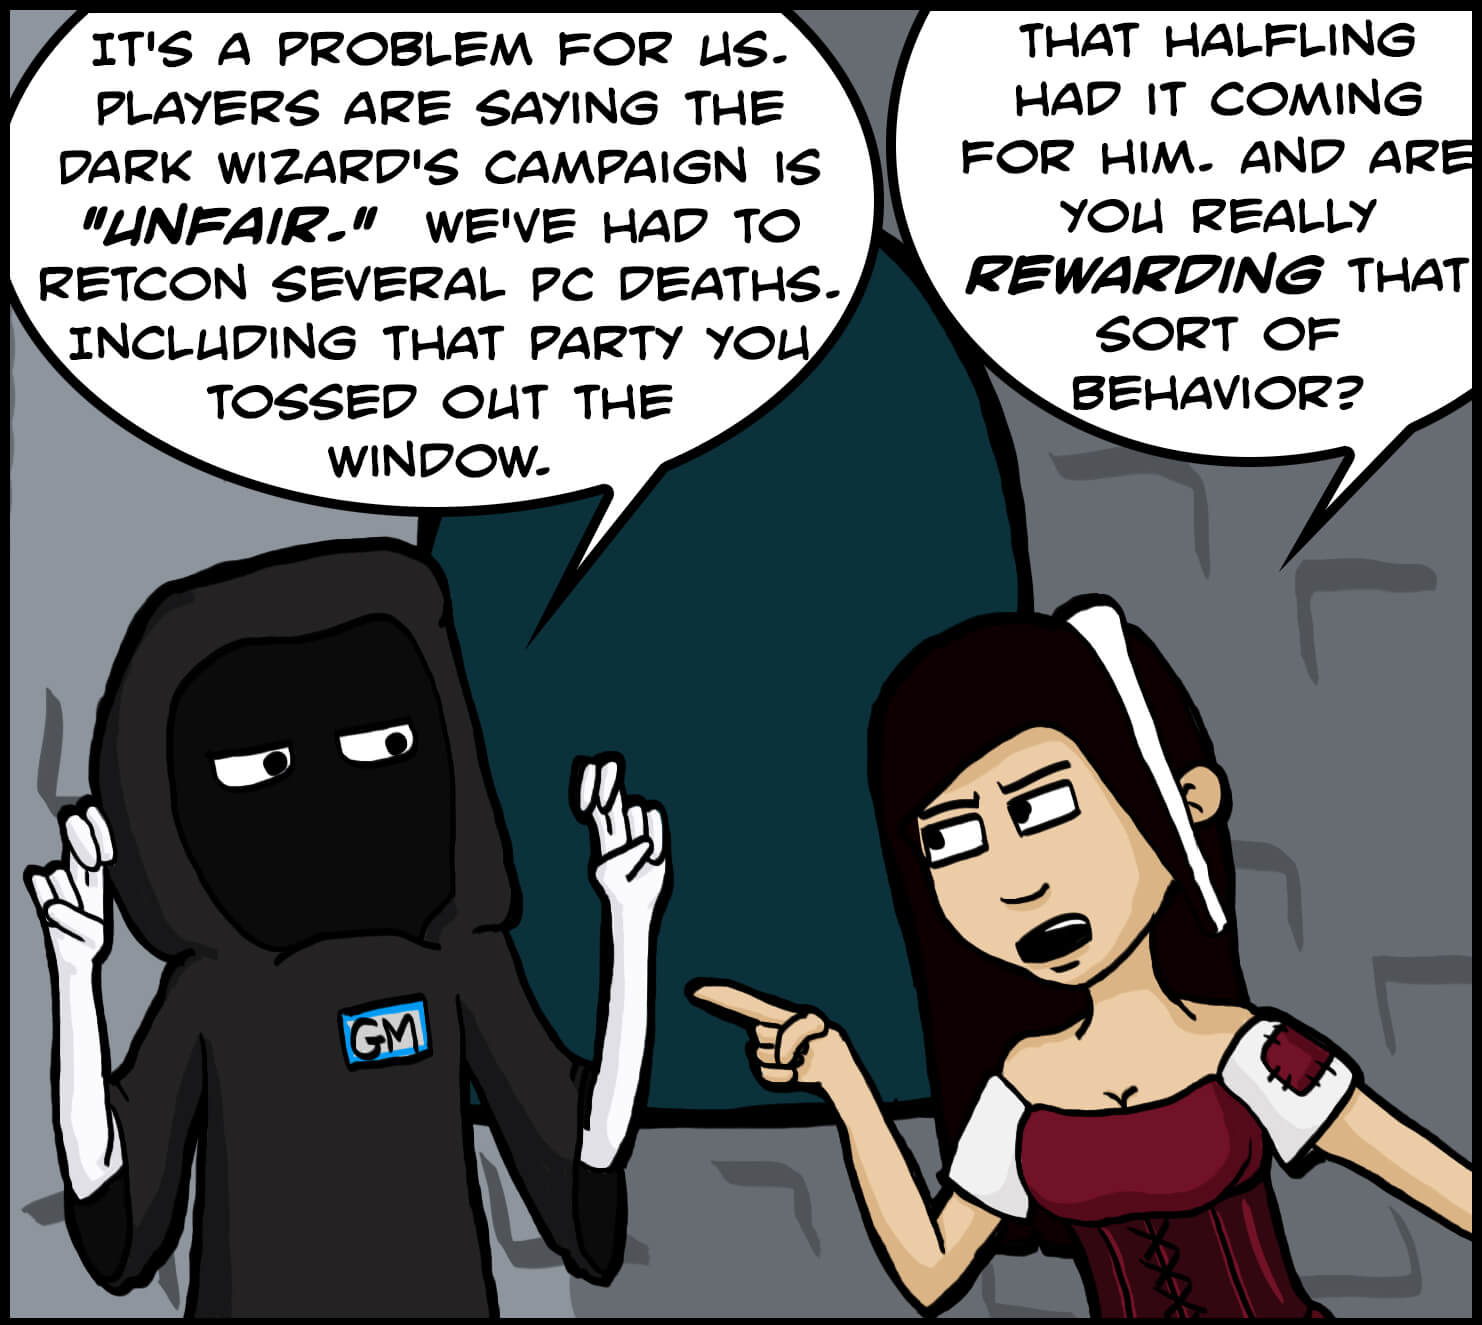 IT'S A PROBLEM FOR US.
PLAYERS ARE SAYING THE
DARK WIZARD'S CAMPAIGN IS
"UNFAIR." WE'VE HAD TO
RETCON SEVERAL PC DEATHS.
INCLUDING THAT PARTY YOU
TOSSED OUT THE
WINDOW.
THAT HALFLING
HAD IT COMING
FOR HIM. AND ARE
YOU REALLY
REWARDING THAT
SORT OF
BEHAVIOR?
GM